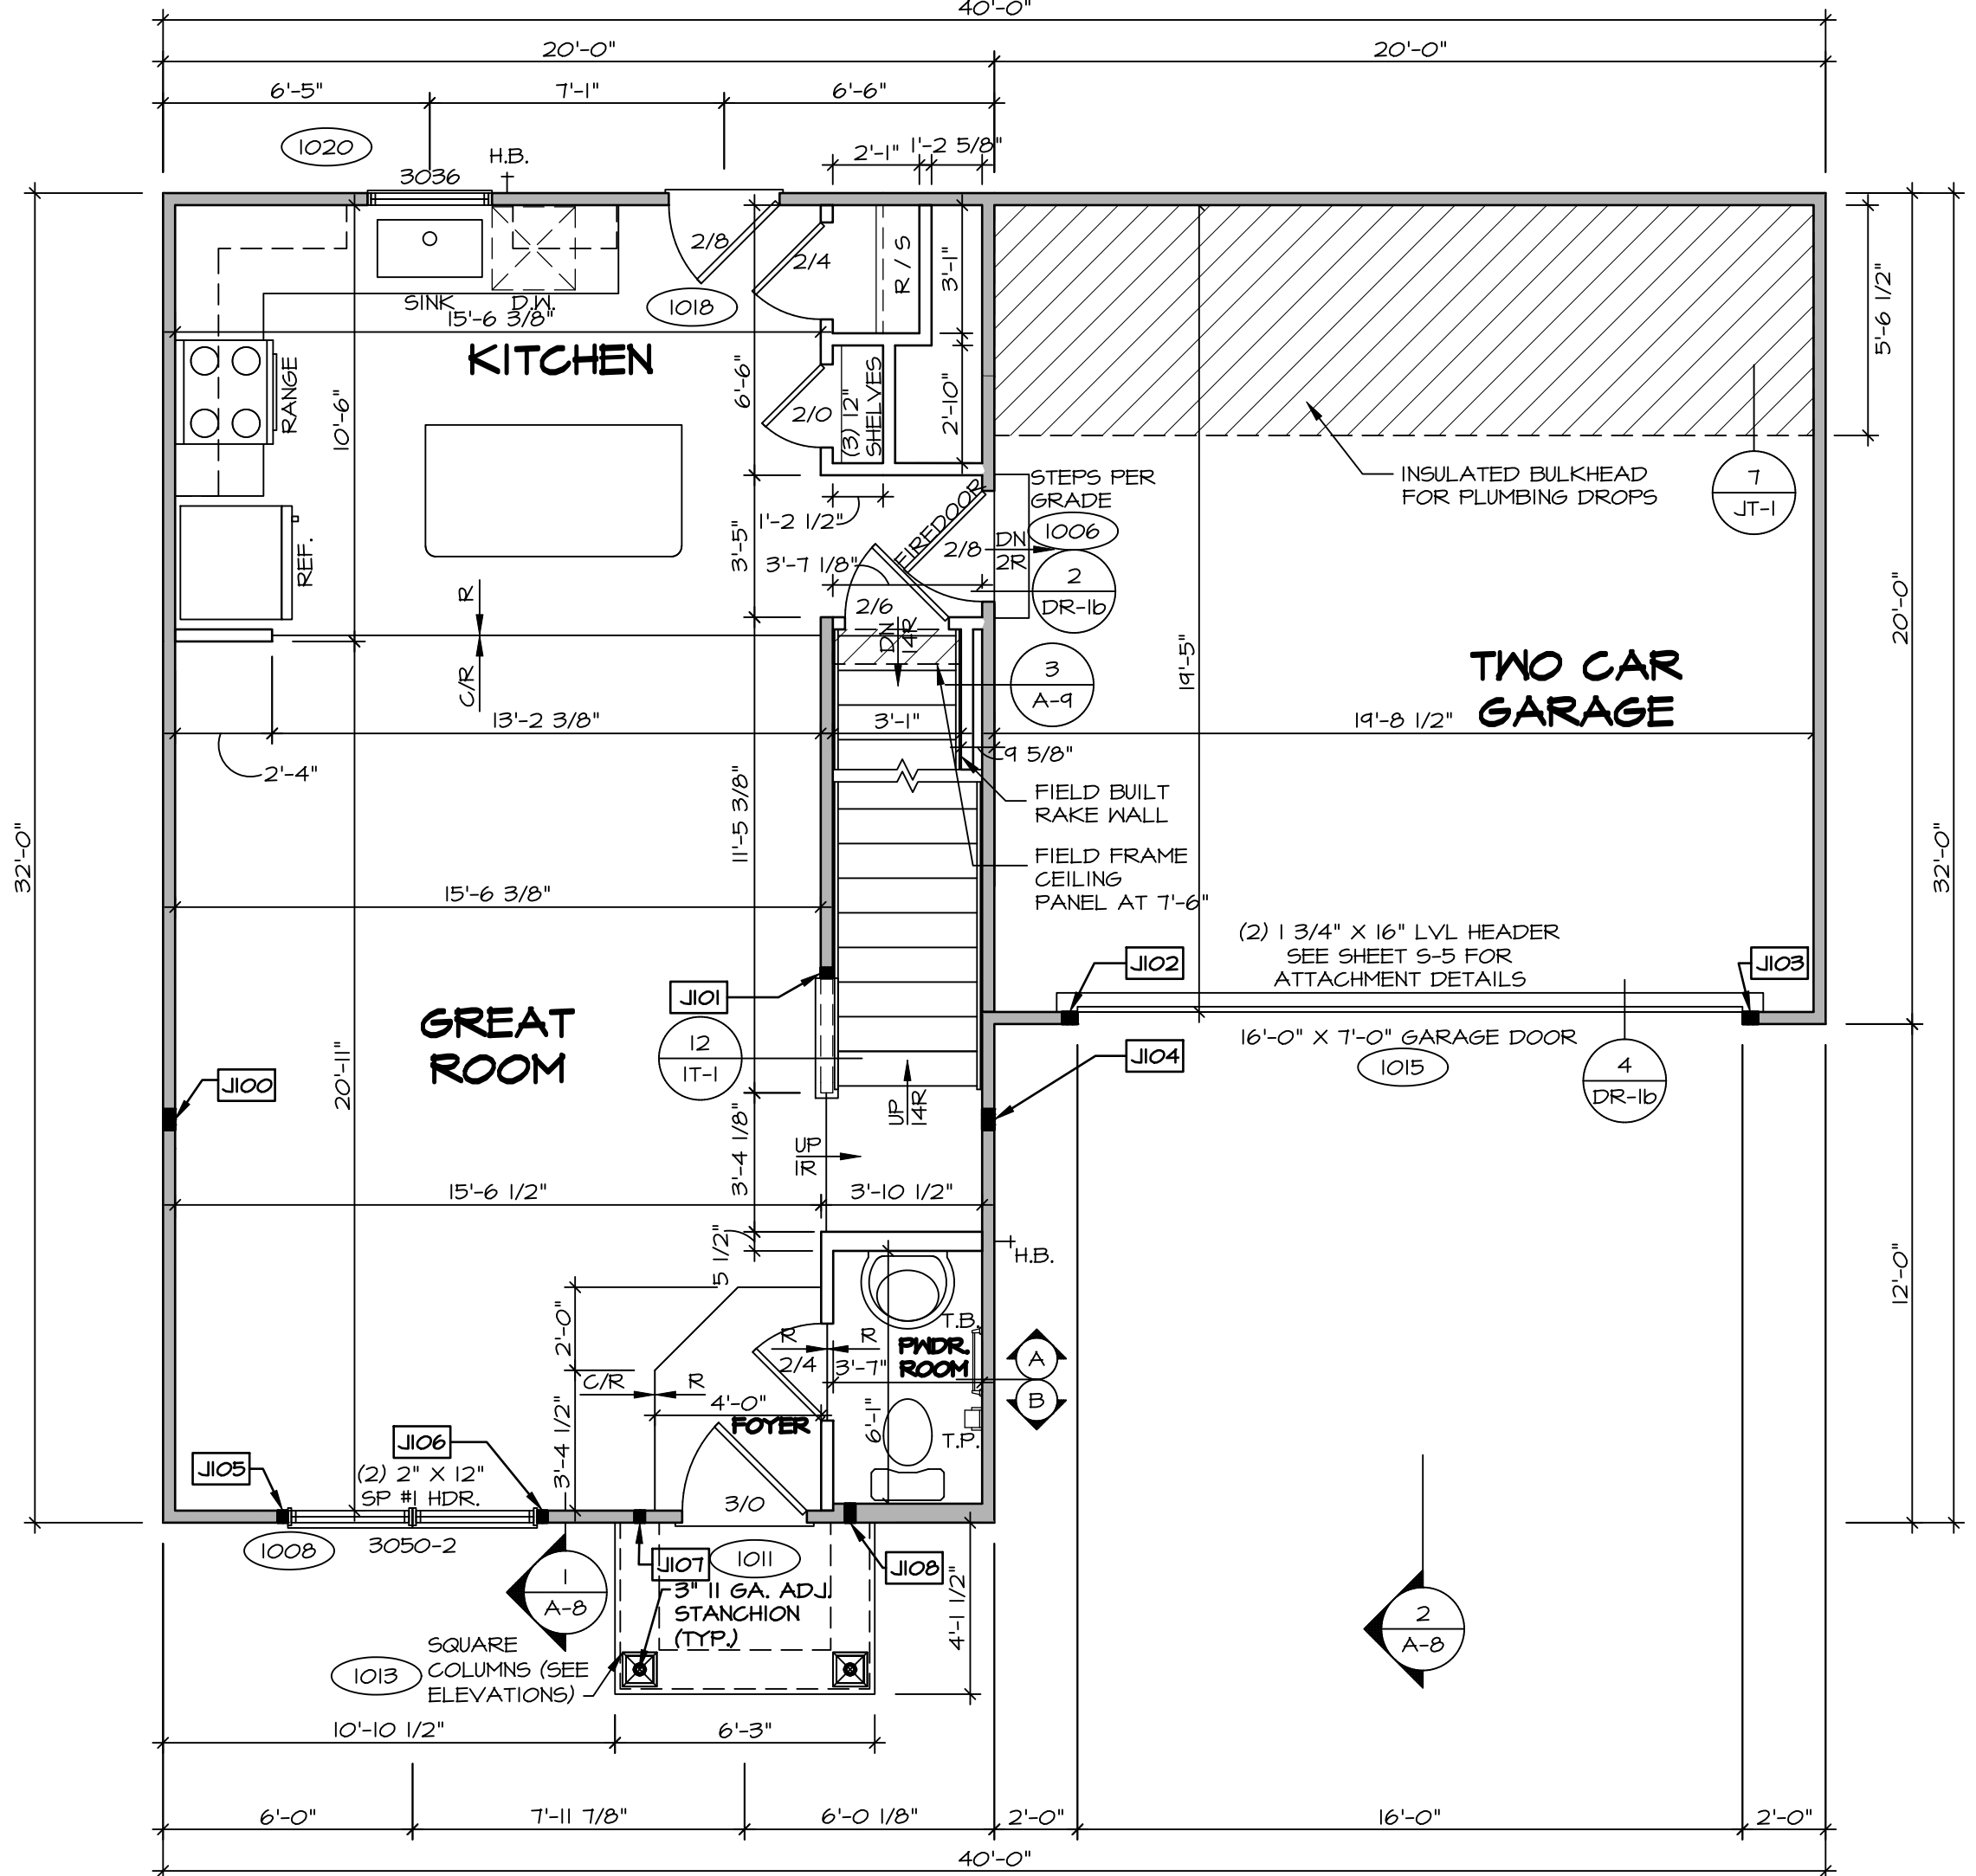 40'-0"
20'-0"
20'-0"
6'-5"
7'-1"
6'-6"
1020
H.B.
2'-1"
1'-2 5/8"
3036
2/8
2/4
R / S
3'-1"
5'-6 1/2"
SINK
D.W.
1018
15'-6 3/8"
KITCHEN
RANGE
10'-6"
6'-6"
2/0
(3) 12"
SHELVES
2'-10"
INSULATED BULKHEAD
FOR PLUMBING DROPS
7
JT-1
STEPS PER
GRADE
1006
REF.
1'-2 1/2"
3'-5"
3'-7 1/8"
FIREDOOR
2/8
DN
2R
2
DR-1b
2/6
DN
14R
R
C/R
3
A-9
19'-5"
20'-0"
TWO CAR
GARAGE
13'-2 3/8"
3'-1"
19'-8 1/2"
9 5/8"
2'-4"
FIELD BUILT
RAKE WALL
11'-5 3/8"
32'-0"
32'-0"
FIELD FRAME
CEILING
PANEL AT 7'-6"
15'-6 3/8"
(2) 1 3/4" X 16" LVL HEADER
SEE SHEET S-5 FOR
ATTACHMENT DETAILS
J102
J103
J101
GREAT
ROOM
12
1T-1
16'-0" X 7'-0" GARAGE DOOR
1015
J104
4
DR-1b
J100
20'-11"
UP
14R
3'-4 1/8"
UP
1R
15'-6 1/2"
3'-10 1/2"
5 1/2"
H.B.
12'-0"
2'-0"
T.B.
R
R
2/4
3'-7"
PWDR.
ROOM
A
B
C/R
R
4'-0"
FOYER
6'-1"
T.P.
3'-4 1/2"
J106
J105
(2) 2" X 12"
SP #1 HDR.
3/0
1008
3050-2
J107
1011
J108
1
A-8
3" 11 GA. ADJ.
STANCHION
(TYP.)
4'-1 1/2"
2
A-8
1013
SQUARE
COLUMNS (SEE
ELEVATIONS)
10'-10 1/2"
6'-3"
6'-0"
7'-11 7/8"
6'-0 1/8"
2'-0"
16'-0"
2'-0"
40'-0"